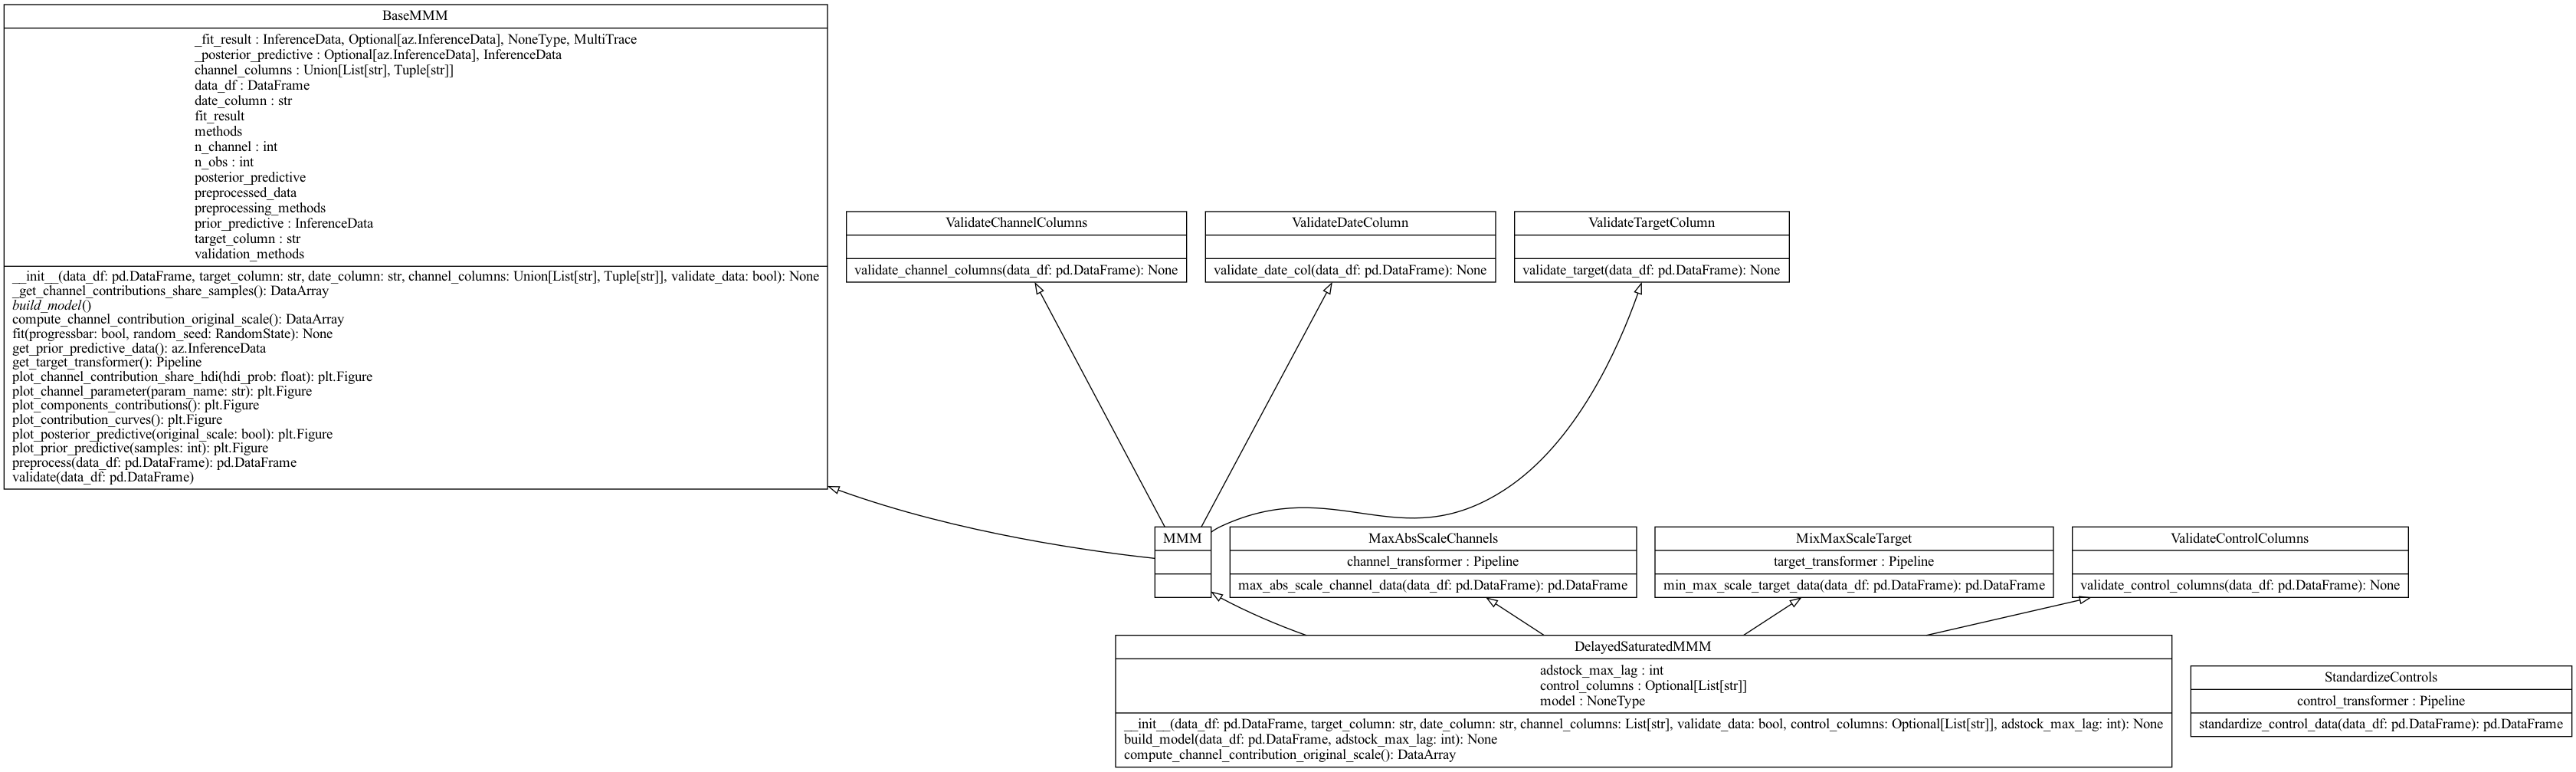 BaseMMM
_fit_result : InferenceData, Optional[az.InferenceData], NoneType, MultiTrace
_posterior_predictive : Optional[az.InferenceData], InferenceData
channel_columns : Union[List[str], Tuple[str]]
data_df : DataFrame
date_column : str
fit_result
methods
n_channel : int
n_obs : int
posterior_predictive
preprocessed_data
preprocessing_methods
prior_predictive : InferenceData
target_column : str
validation_methods
__init__(data_df: pd.DataFrame, target_column: str, date_column: str, channel_columns: Union[List[str], Tuple[str]], validate_data: bool): None
_get_channel_contributions_share_samples(): DataArray
build_model()
compute_channel_contribution_original_scale(): DataArray
fit(progressbar: bool, random_seed: RandomState): None
get_prior_predictive_data(): az.InferenceData
get_target_transformer(): Pipeline
plot_channel_contribution_share_hdi(hdi_prob: float): plt.Figure
plot_channel_parameter(param_name: str): plt.Figure
plot_components_contributions(): plt.Figure
plot_contribution_curves(): plt.Figure
plot_posterior_predictive(original_scale: bool): plt.Figure
plot_prior_predictive(samples: int): plt.Figure
preprocess(data_df: pd.DataFrame): pd.DataFrame
validate(data_df: pd.DataFrame)
ValidateChannelColumns
validate_channel_columns(data_df: pd.DataFrame): None
ValidateDateColumn
validate_date_col(data_df: pd.DataFrame): None
ValidateTargetColumn
validate_target(data_df: pd.DataFrame): None
MMM
MaxAbsScaleChannels
channel_transformer : Pipeline
max_abs_scale_channel_data(data_df: pd.DataFrame): pd.DataFrame
MixMaxScaleTarget
target_transformer : Pipeline
min_max_scale_target_data(data_df: pd.DataFrame): pd.DataFrame
ValidateControlColumns
validate_control_columns(data_df: pd.DataFrame): None
DelayedSaturatedMMM
adstock_max_lag : int
control_columns : Optional[List[str]]
model : NoneType
__init__(data_df: pd.DataFrame, target_column: str, date_column: str, channel_columns: List[str], validate_data: bool, control_columns: Optional[List[str]], adstock_max_lag: int): None
build_model(data_df: pd.DataFrame, adstock_max_lag: int): None
compute_channel_contribution_original_scale(): DataArray
StandardizeControls
control_transformer : Pipeline
standardize_control_data(data_df: pd.DataFrame): pd.DataFrame